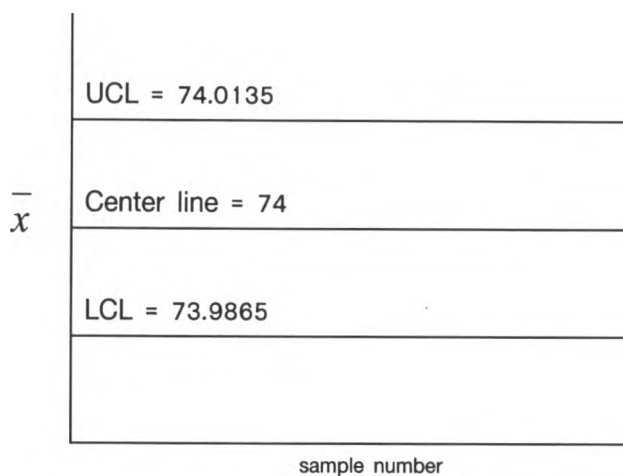 UCL = 74.0135
Center line = 74
x̄
LCL = 73.9865
sample number